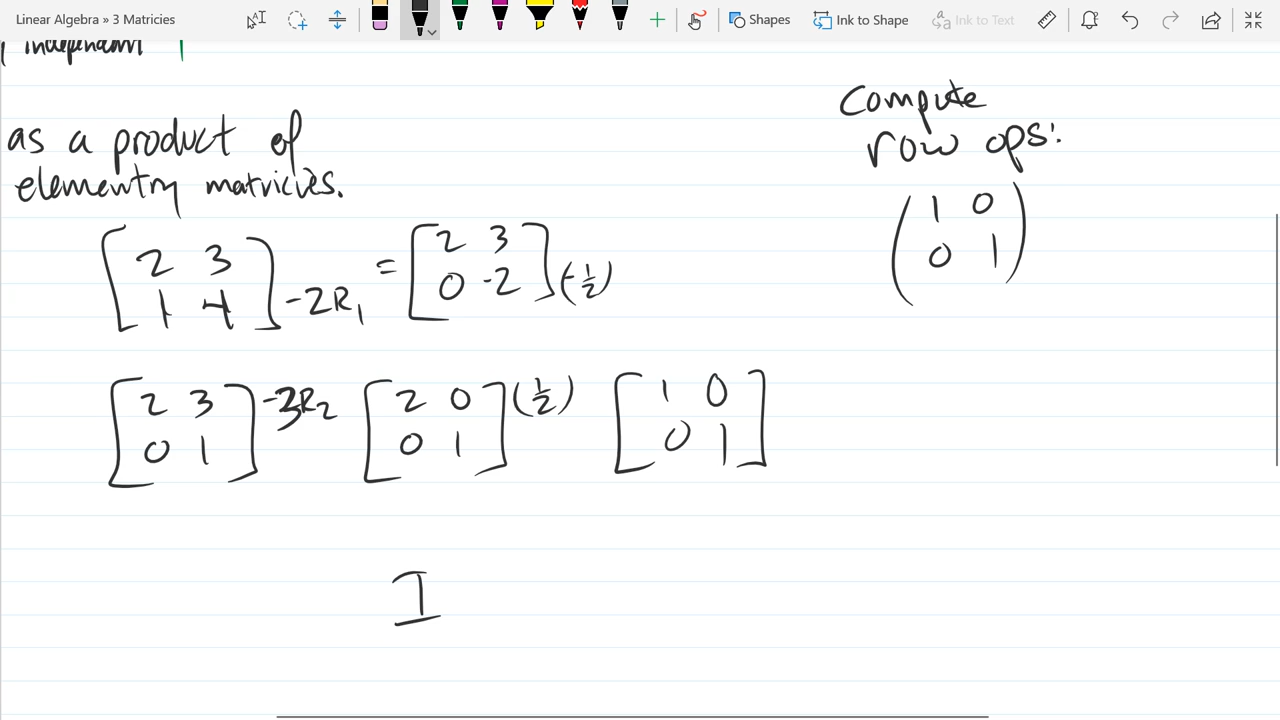 Linear Algebra » 3 Matricies
Shapes
Ink to Shape
Ink to Text
independant
as a product of
elementry matricies.
Compute
row ops:
1 0
0 1
[2 3
1 4] -2R₁ = [2 3
0 -2] (-½)
[2 3
0 1] -3R₂ [2 0
0 1] (½) [1 0
0 1]
I